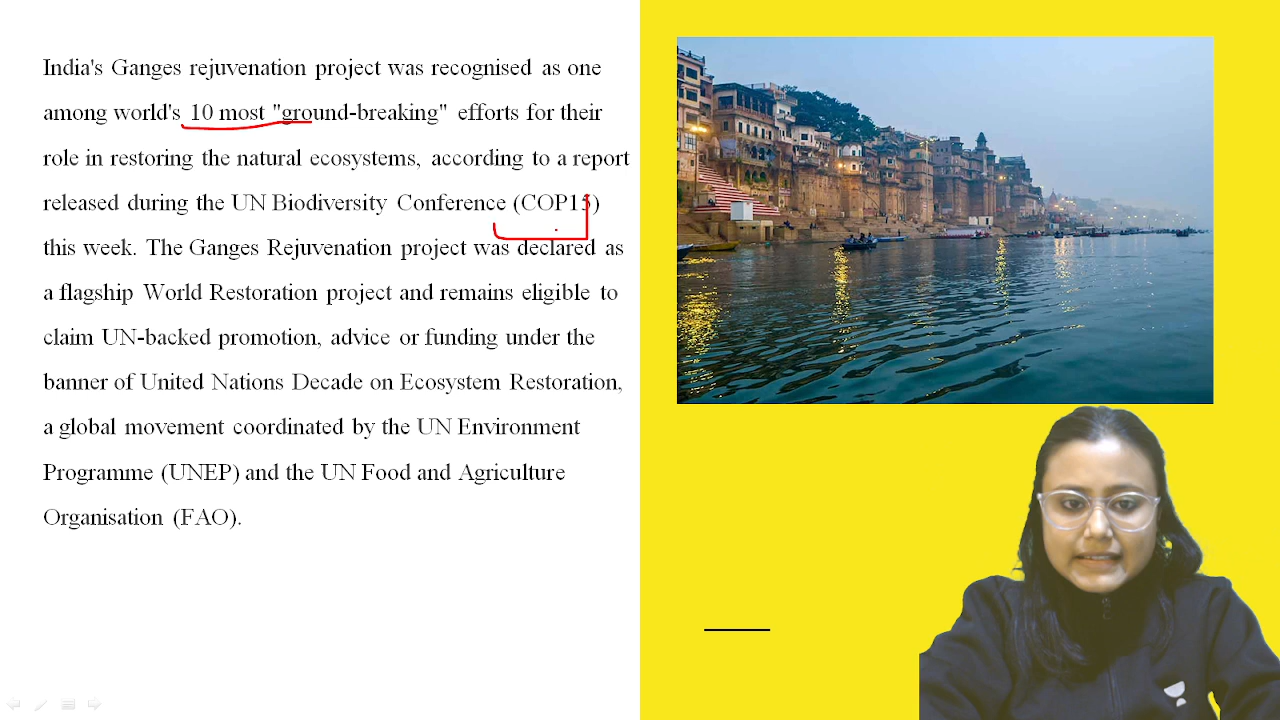 India's Ganges rejuvenation project was recognised as one
among world's 10 most "ground-breaking" efforts for their
role in restoring the natural ecosystems, according to a report
released during the UN Biodiversity Conference (COP15)
this week. The Ganges Rejuvenation project was declared as
a flagship World Restoration project and remains eligible to
claim UN-backed promotion, advice or funding under the
banner of United Nations Decade on Ecosystem Restoration,
a global movement coordinated by the UN Environment
Programme (UNEP) and the UN Food and Agriculture
Organisation (FAO).